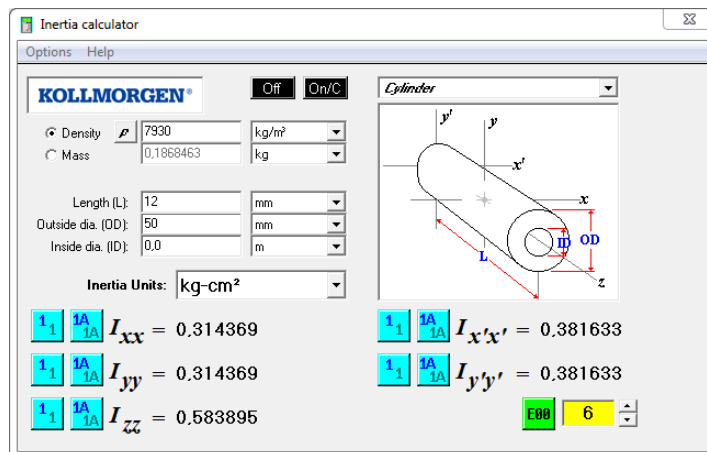 Inertia calculator
Options Help
KOLLMORGEN®
Off On/C
Cylinder
Density ρ 7930 kg/m³
Mass 0,1868463 kg
Length (L): 12 mm
Outside dia. (OD): 50 mm
Inside dia. (ID): 0,0 m
Inertia Units: kg-cm²
y' y
x'
x
ID OD
L
z
1 1 1A 1A Ixx = 0,314369
1 1 1A 1A Ix'x' = 0,381633
1 1 1A 1A Iyy = 0,314369
1 1 1A 1A Iy'y' = 0,381633
1 1 1A 1A Izz = 0,583895
E00 6